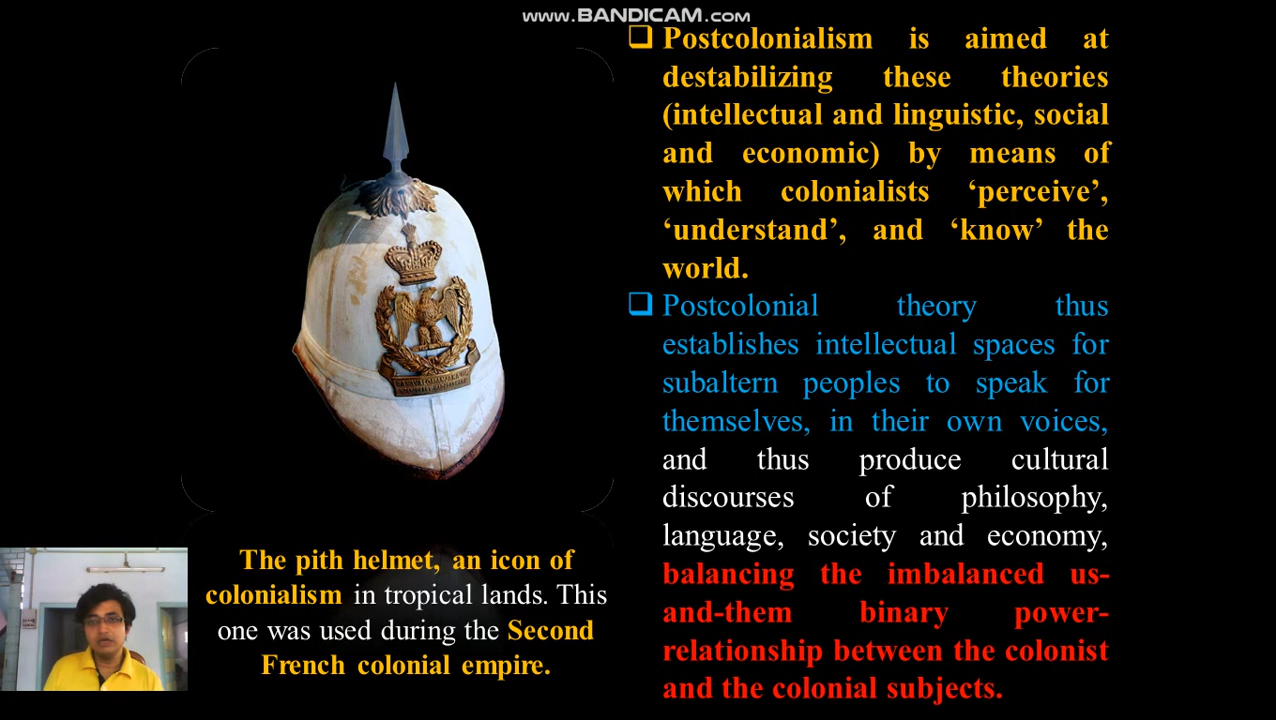 www.BANDICAM.com
Postcolonialism is aimed at
destabilizing these theories
(intellectual and linguistic, social
and economic) by means of
which colonialists ‘perceive’,
‘understand’, and ‘know’ the
world.
Postcolonial theory thus
establishes intellectual spaces for
subaltern peoples to speak for
themselves, in their own voices,
and thus produce cultural
discourses of philosophy,
language, society and economy,
balancing the imbalanced us-
and-them binary power-
relationship between the colonist
and the colonial subjects.
The pith helmet, an icon of
colonialism in tropical lands. This
one was used during the Second
French colonial empire.